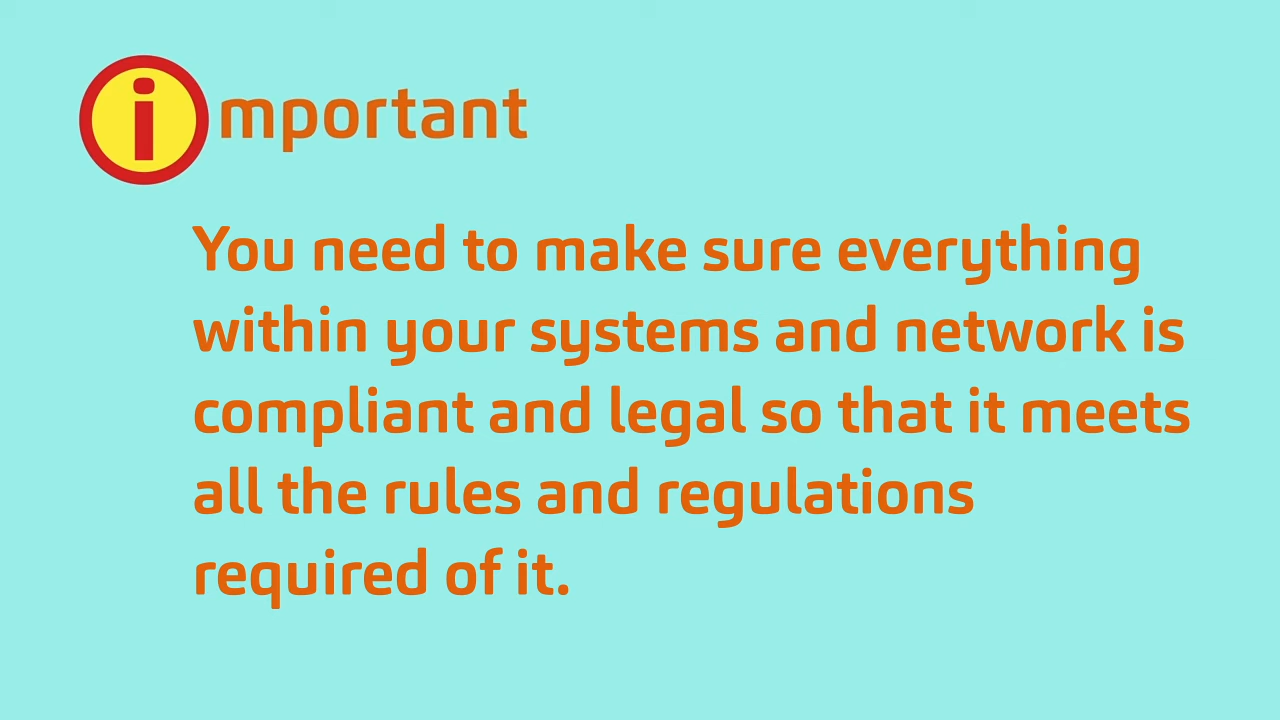 important
You need to make sure everything
within your systems and network is
compliant and legal so that it meets
all the rules and regulations
required of it.